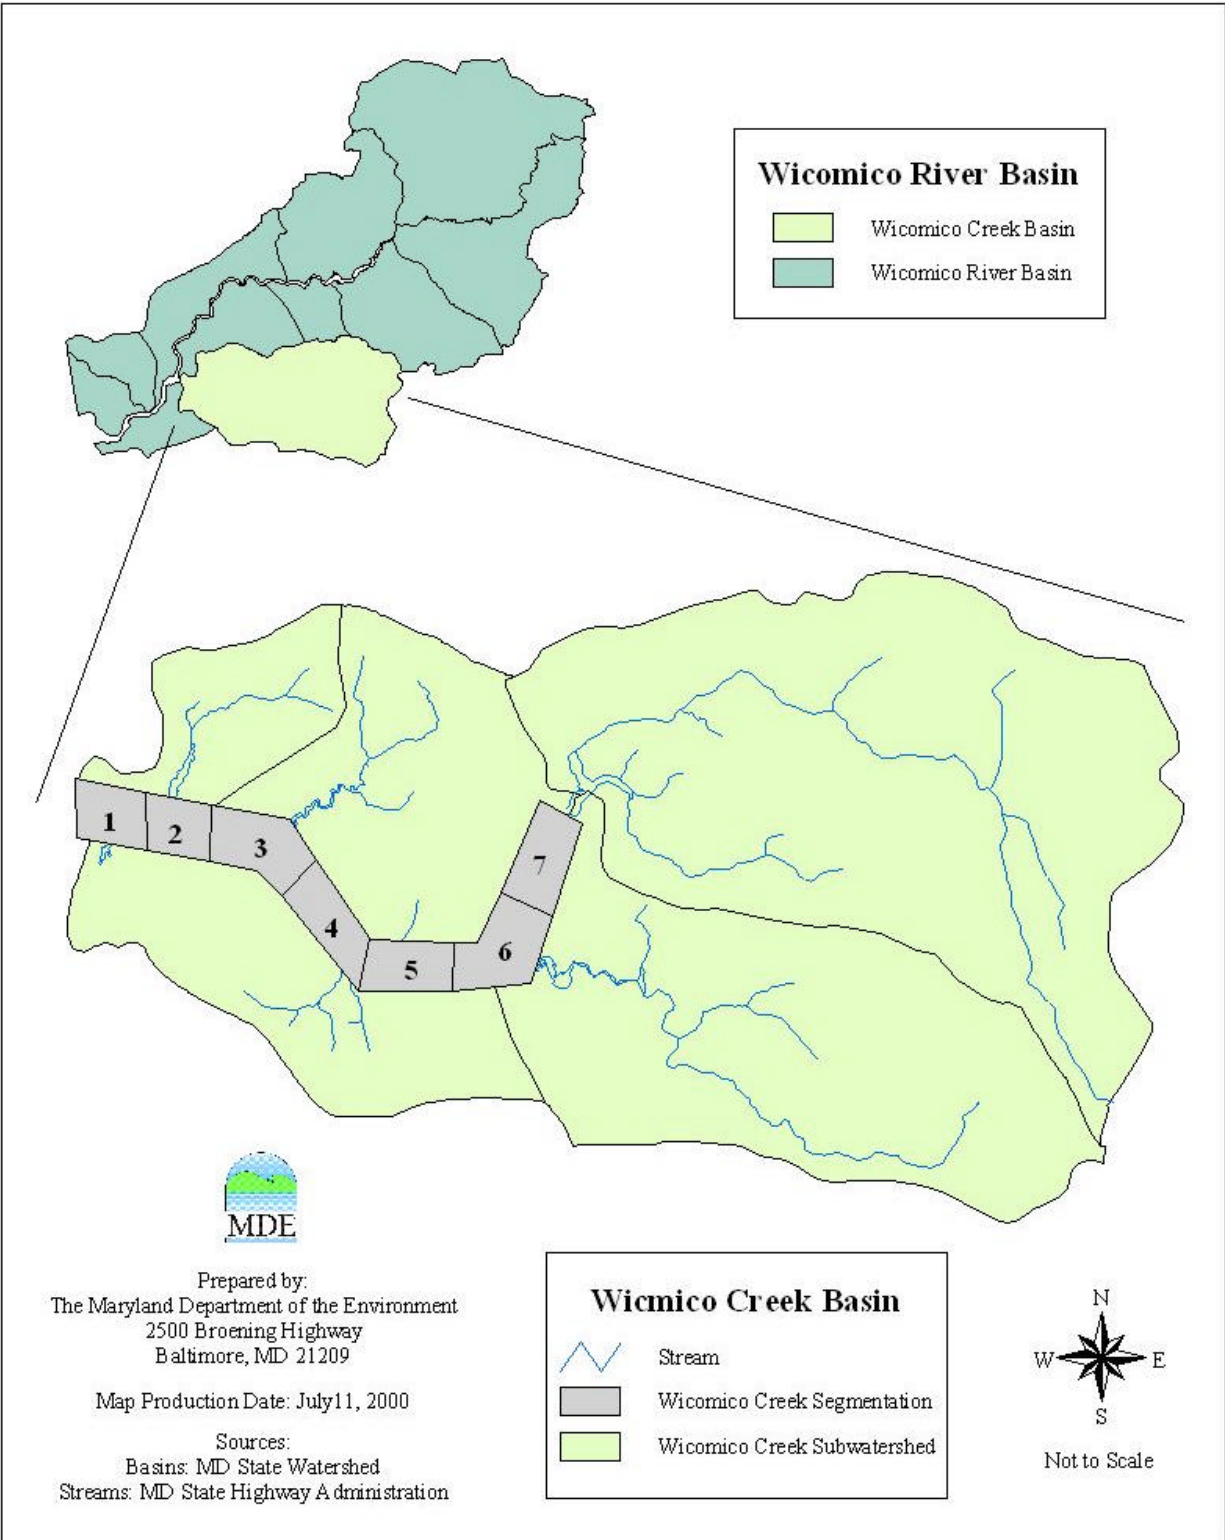 Wicomico River Basin
Wicomico Creek Basin
Wicomico River Basin
1
2
3
4
5
6
7
MDE
Prepared by:
The Maryland Department of the Environment
2500 Broening Highway
Baltimore, MD 21209
Map Production Date: July11, 2000
Sources:
Basins: MD State Watershed
Streams: MD State Highway Administration
Wicmico Creek Basin
Stream
Wicomico Creek Segmentation
Wicomico Creek Subwatershed
N
W E
S
Not to Scale